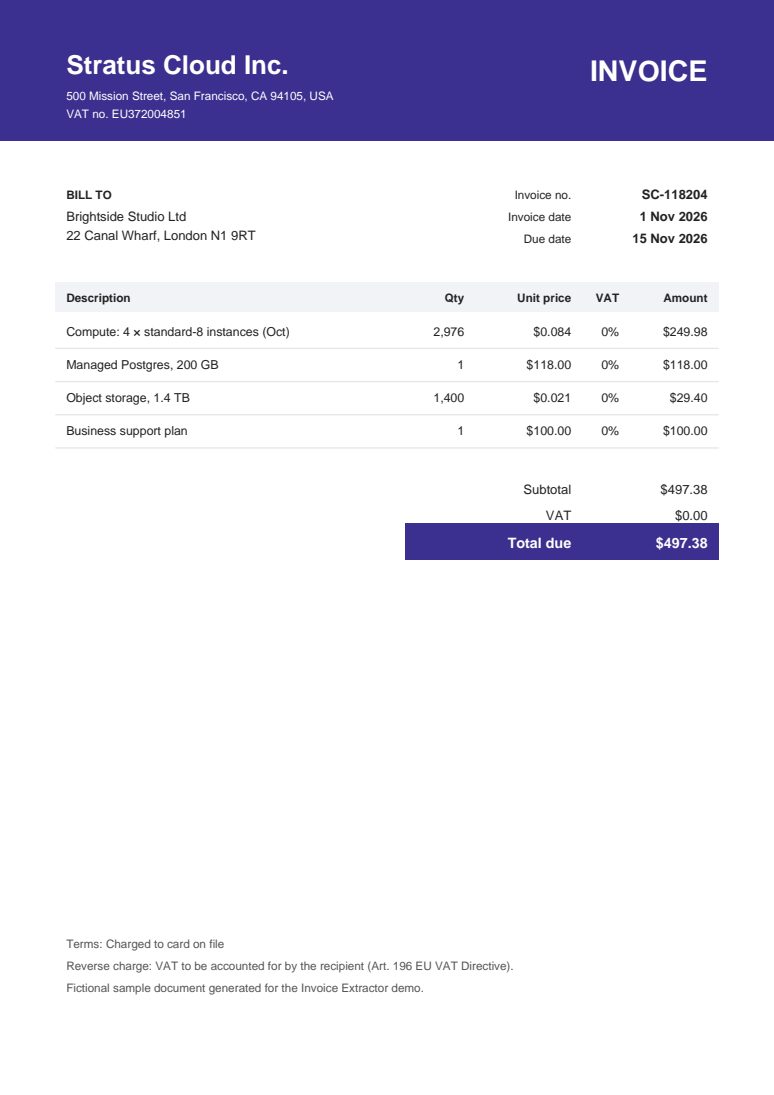 Stratus Cloud Inc.
INVOICE
500 Mission Street, San Francisco, CA 94105, USA
VAT no. EU372004851
BILL TO
Brightside Studio Ltd
22 Canal Wharf, London N1 9RT
Invoice no. SC-118204
Invoice date 1 Nov 2026
Due date 15 Nov 2026
Description Qty Unit price VAT Amount
Compute: 4 × standard-8 instances (Oct) 2,976 $0.084 0% $249.98
Managed Postgres, 200 GB 1 $118.00 0% $118.00
Object storage, 1.4 TB 1,400 $0.021 0% $29.40
Business support plan 1 $100.00 0% $100.00
Subtotal $497.38
VAT $0.00
Total due $497.38
Terms: Charged to card on file
Reverse charge: VAT to be accounted for by the recipient (Art. 196 EU VAT Directive).
Fictional sample document generated for the Invoice Extractor demo.